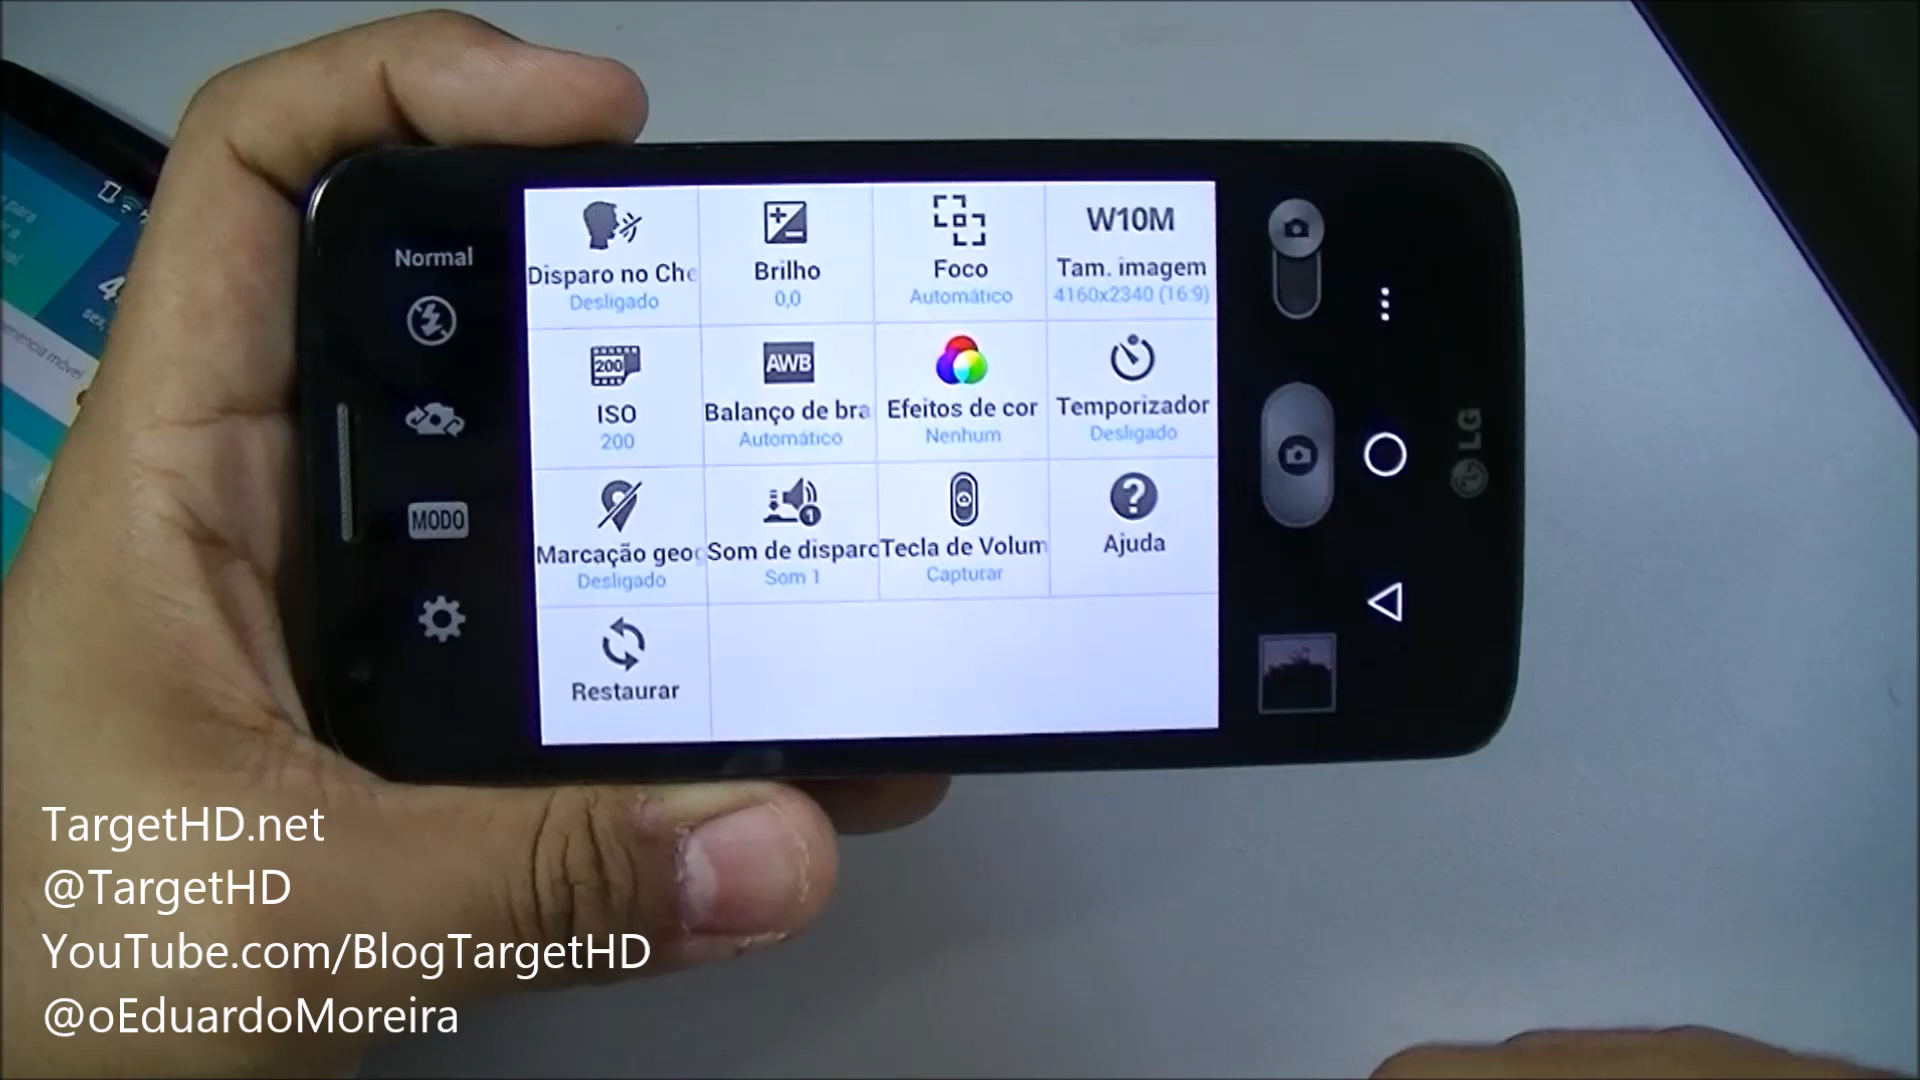 Normal
MODO
Disparo no Che
Desligado
Brilho
0,0
Foco
Automático
W10M
Tam. imagem
4160x2340 (16:9)
200
ISO
200
AWB
Balanço de bra
Automático
Efeitos de cor
Nenhum
Temporizador
Desligado
Marcação geo
Desligado
1
Som de disparo
Som 1
Tecla de Volum
Capturar
?
Ajuda
Restaurar
LG
TargetHD.net
@TargetHD
YouTube.com/BlogTargetHD
@oEduardoMoreira